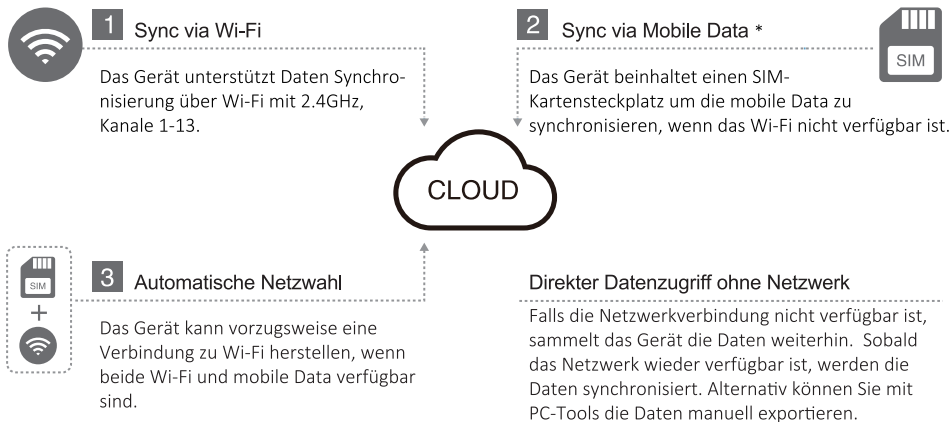 1 Sync via Wi-Fi
Das Gerät unterstützt Daten Synchro-
nisierung über Wi-Fi mit 2.4GHz,
Kanale 1-13.
2 Sync via Mobile Data *
SIM
Das Gerät beinhaltet einen SIM-
Kartensteckplatz um die mobile Data zu
synchronisieren, wenn das Wi-Fi nicht verfügbar ist.
CLOUD
SIM
+
3 Automatische Netzwahl
Das Gerät kann vorzugsweise eine
Verbindung zu Wi-Fi herstellen, wenn
beide Wi-Fi und mobile Data verfügbar
sind.
Direkter Datenzugriff ohne Netzwerk
Falls die Netzwerkverbindung nicht verfügbar ist,
sammelt das Gerät die Daten weiterhin. Sobald
das Netzwerk wieder verfügbar ist, werden die
Daten synchronisiert. Alternativ können Sie mit
PC-Tools die Daten manuell exportieren.